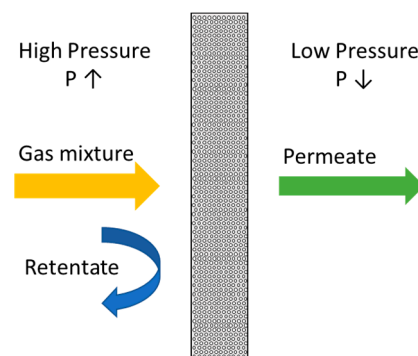 High Pressure
P ↑
Low Pressure
P ↓
Gas mixture
Permeate
Retentate